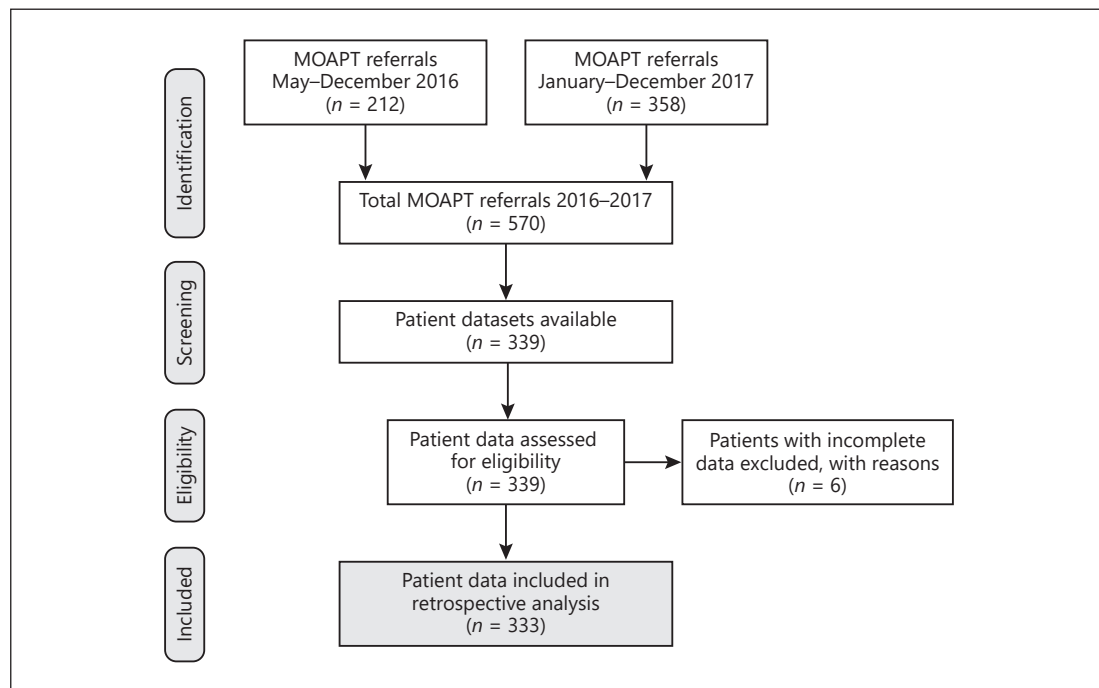 MOAPT referrals
May–December 2016
(n = 212)
MOAPT referrals
January–December 2017
(n = 358)
Identification
Total MOAPT referrals 2016–2017
(n = 570)
Screening
Patient datasets available
(n = 339)
Eligibility
Patient data assessed
for eligibility
(n = 339)
Patients with incomplete
data excluded, with reasons
(n = 6)
Included
Patient data included in
retrospective analysis
(n = 333)